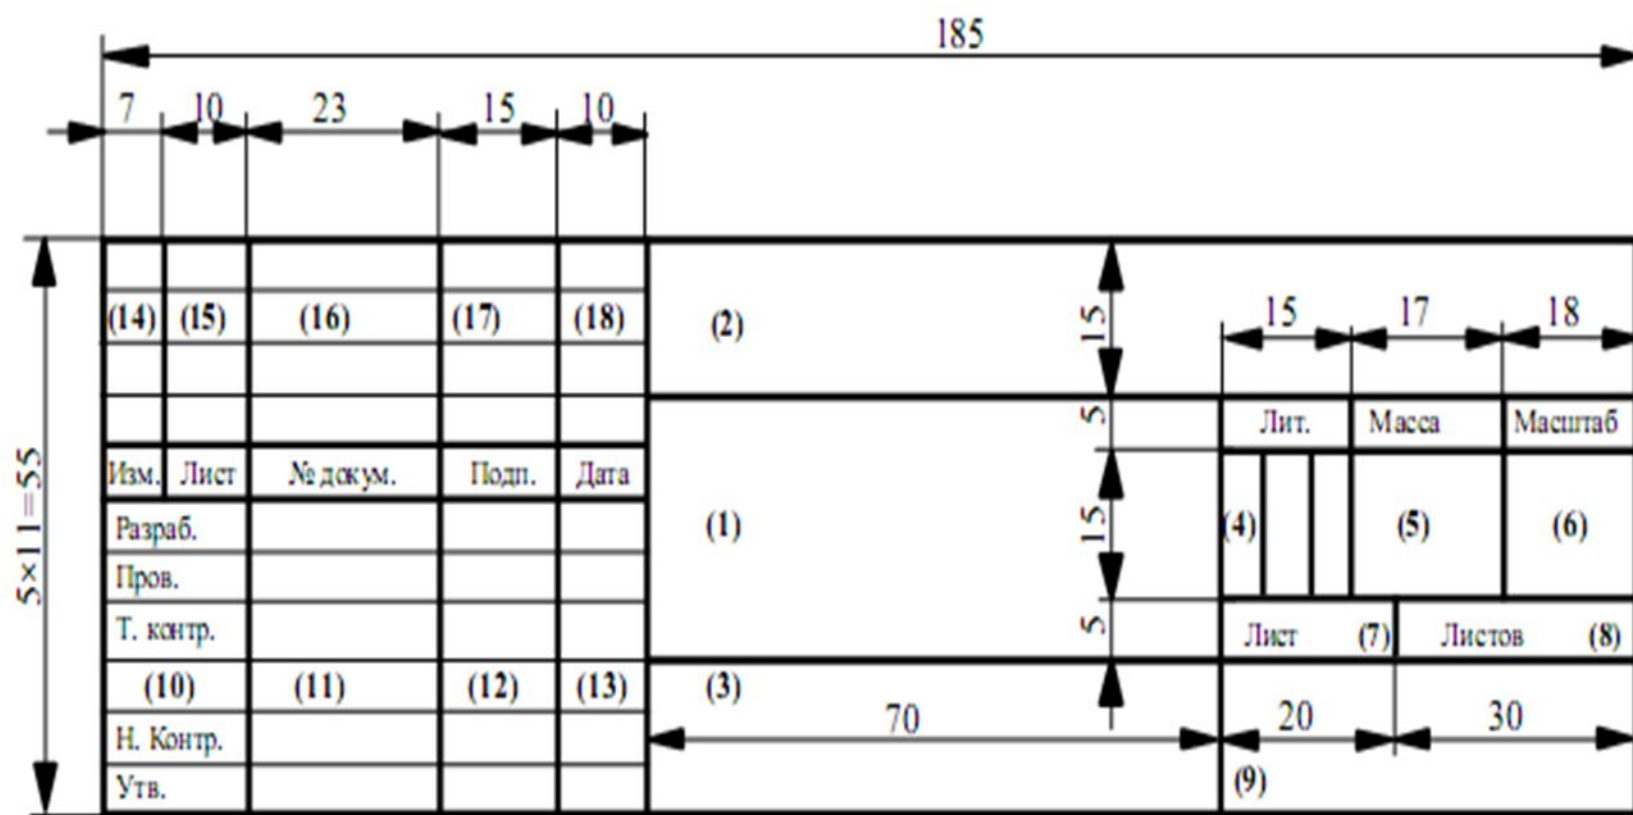 185
7 10 23 15 10
15 17 18
(14) (15) (16) (17) (18) (2) 15
5 Лит. Масса Масштаб
Изм. Лист № докум. Подп. Дата
5×11=55
Разраб. (1) 15 (4) (5) (6)
Пров.
Т. контр. 5 Лист (7) Листов (8)
(10) (11) (12) (13) (3)
70 20 30
Н. Контр.
Утв. (9)